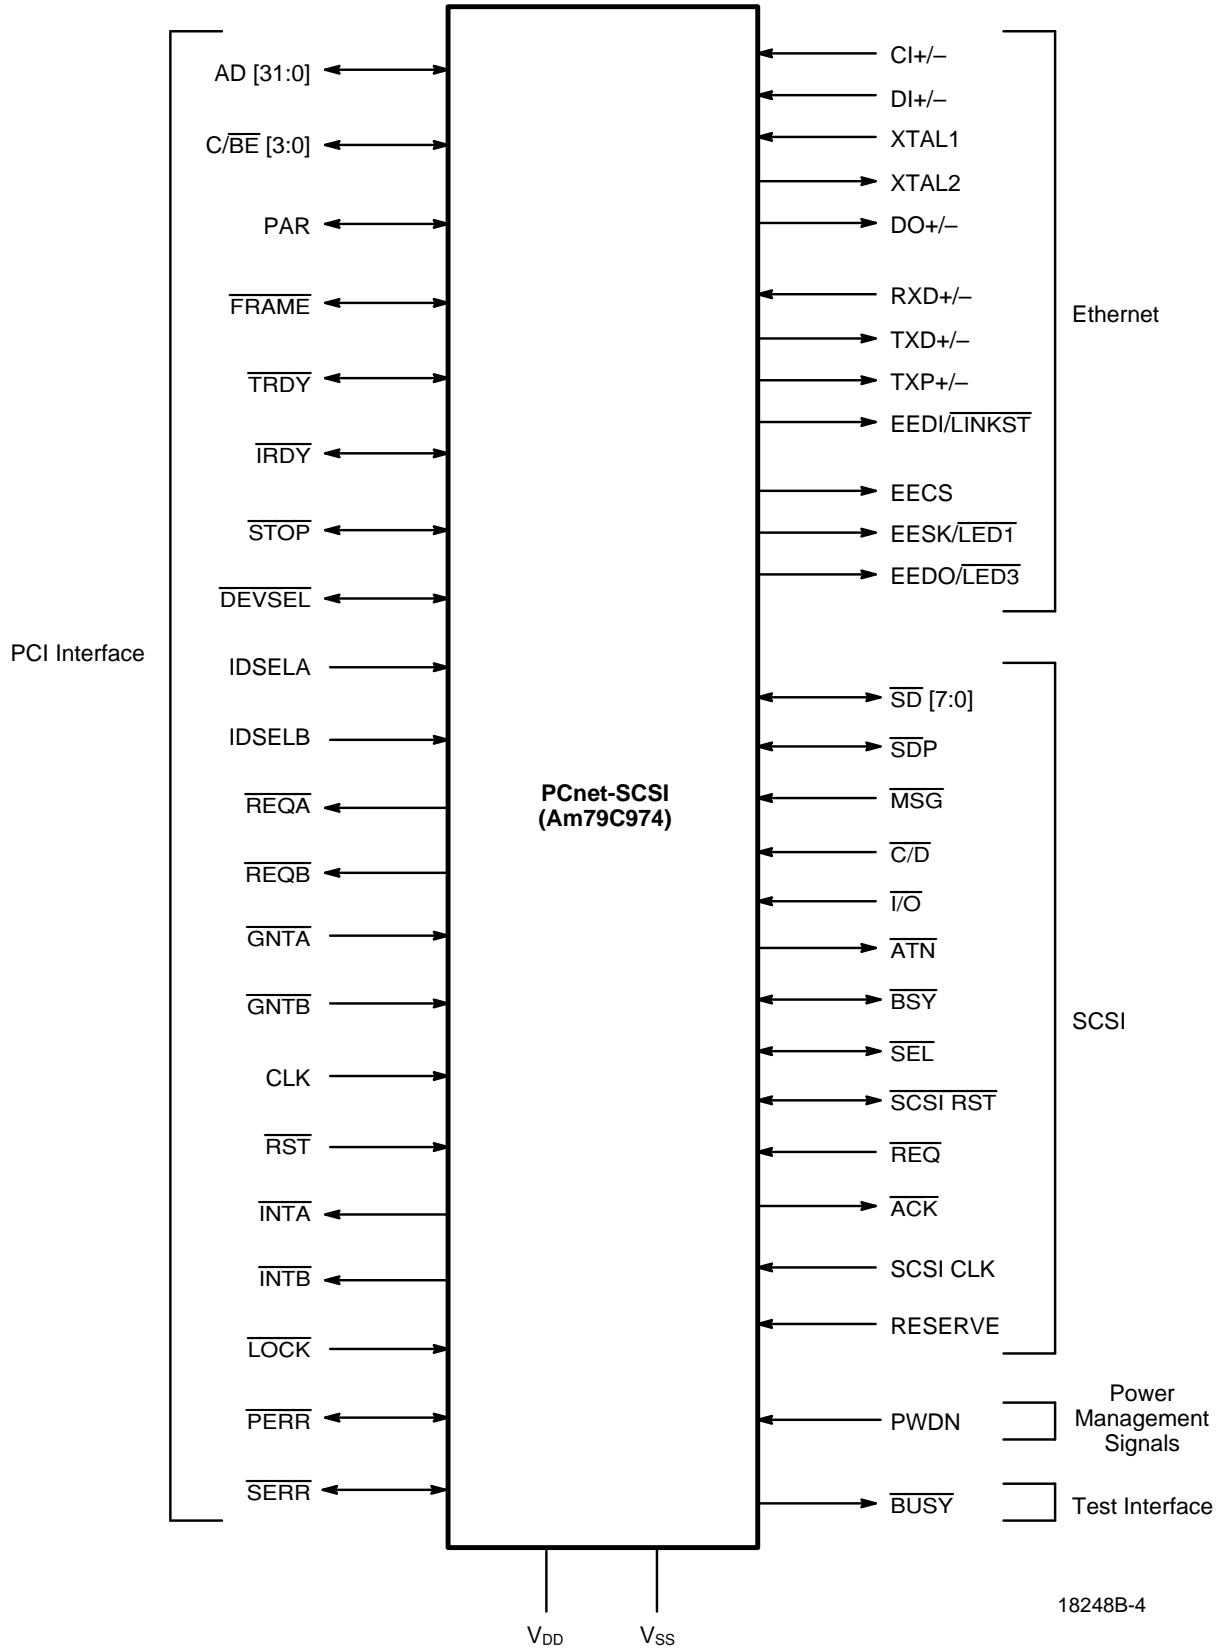 AD [31:0]
C/BE [3:0]
PAR
FRAME
TRDY
IRDY
STOP
DEVSEL
IDSELA
IDSELB
REQA
REQB
GNTA
GNTB
CLK
RST
INTA
INTB
LOCK
PERR
SERR
PCI Interface
PCnet-SCSI
(Am79C974)
CI+/–
DI+/–
XTAL1
XTAL2
DO+/–
RXD+/–
TXD+/–
TXP+/–
EEDI/LINKST
EECS
EESK/LED1
EEDO/LED3
Ethernet
SD [7:0]
SDP
MSG
C/D
I/O
ATN
BSY
SEL
SCSI RST
REQ
ACK
SCSI CLK
RESERVE
SCSI
PWDN
Power
Management
Signals
BUSY
Test Interface
VDD
VSS
18248B-4